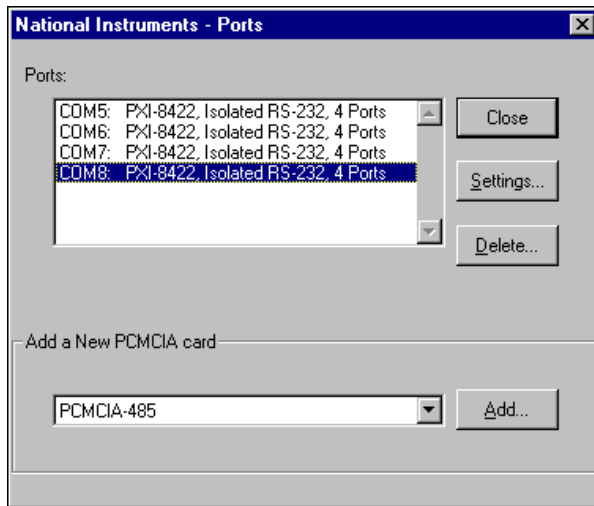 National Instruments - Ports
Ports:
COM5: PXI-8422, Isolated RS-232, 4 Ports
COM6: PXI-8422, Isolated RS-232, 4 Ports
COM7: PXI-8422, Isolated RS-232, 4 Ports
COM8: PXI-8422, Isolated RS-232, 4 Ports
Close
Settings...
Delete...
Add a New PCMCIA card
PCMCIA-485
Add...